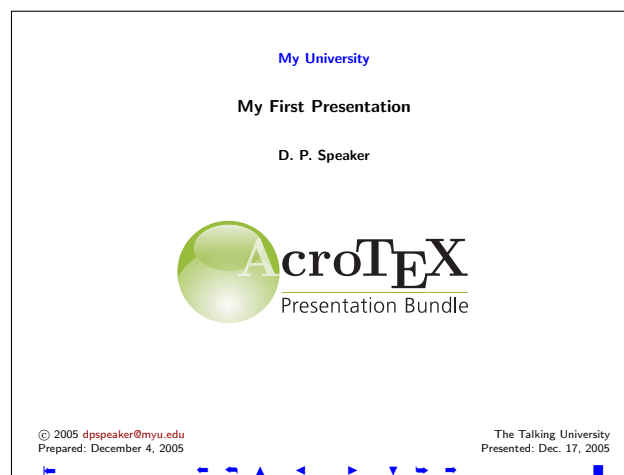 My University
My First Presentation
D. P. Speaker
AcroTEX
Presentation Bundle
© 2005 dpspeaker@myu.edu
Prepared: December 4, 2005
The Talking University
Presented: Dec. 17, 2005